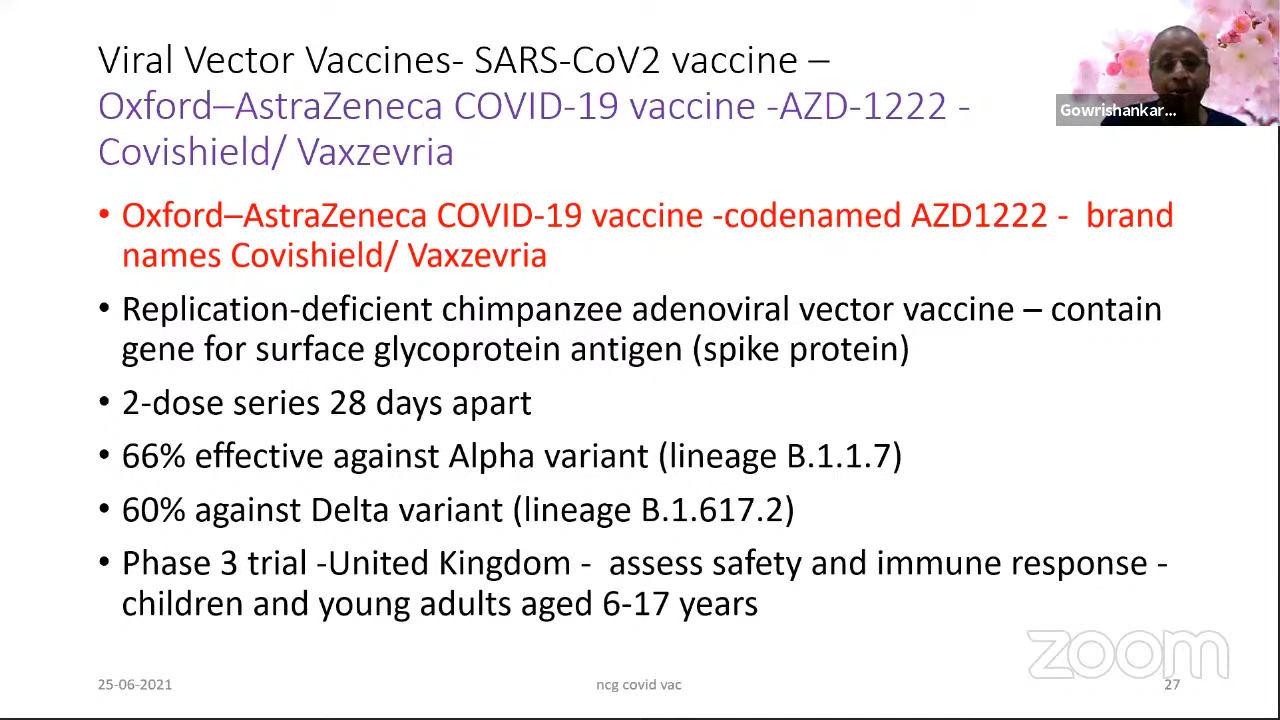 Viral Vector Vaccines- SARS-CoV2 vaccine –
Oxford–AstraZeneca COVID-19 vaccine -AZD-1222 -
Covishield/ Vaxzevria
Gowrishankar...
• Oxford–AstraZeneca COVID-19 vaccine -codenamed AZD1222 - brand
names Covishield/ Vaxzevria
• Replication-deficient chimpanzee adenoviral vector vaccine – contain
gene for surface glycoprotein antigen (spike protein)
• 2-dose series 28 days apart
• 66% effective against Alpha variant (lineage B.1.1.7)
• 60% against Delta variant (lineage B.1.617.2)
• Phase 3 trial -United Kingdom - assess safety and immune response -
children and young adults aged 6-17 years
zoom
25-06-2021
ncg covid vac
27